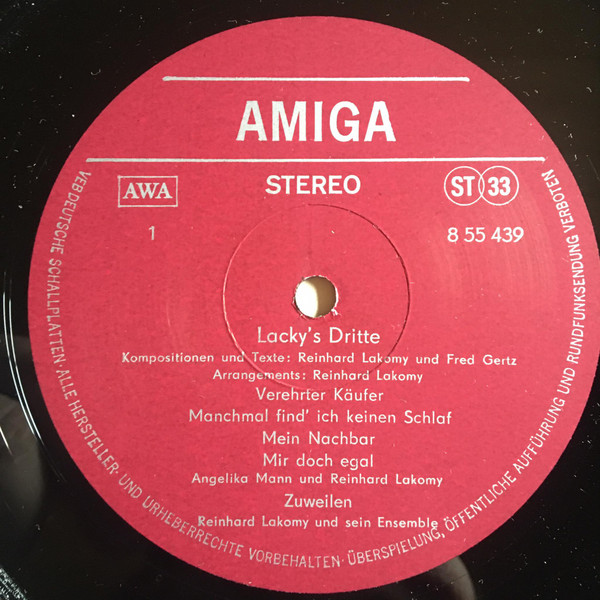 AMIGA
AWA
STEREO
ST 33
1
8 55 439
Lacky's Dritte
Kompositionen und Texte: Reinhard Lakomy und Fred Gertz
Arrangements: Reinhard Lakomy
Verehrter Käufer
Manchmal find' ich keinen Schlaf
Mein Nachbar
Mir doch egal
Angelika Mann und Reinhard Lakomy
Zuweilen
Reinhard Lakomy und sein Ensemble
VEB DEUTSCHE SCHALLPLATTEN · ALLE HERSTELLER- UND URHEBERRECHTE VORBEHALTEN · ÜBERSPIELUNG, ÖFFENTLICHE AUFFÜHRUNG UND RUNDFUNKSENDUNG VERBOTEN